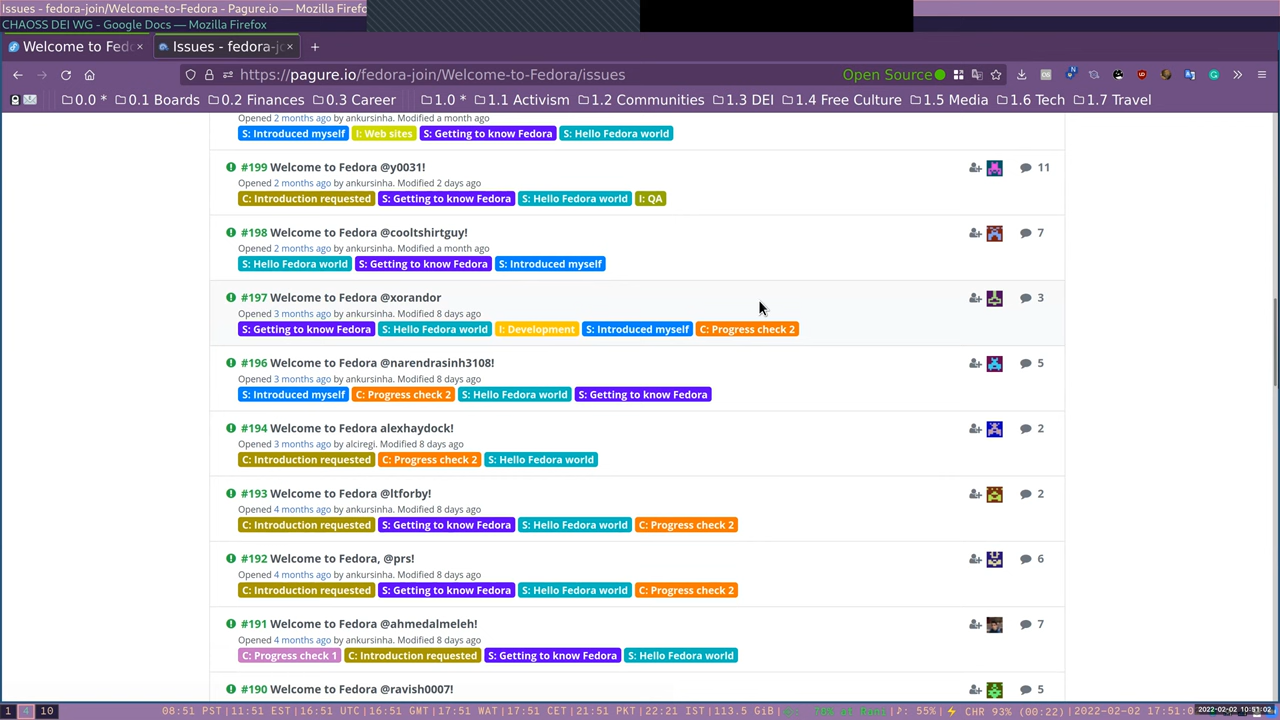 Issues - fedora-join/Welcome-to-Fedora - Pagure.io — Mozilla Firefo
CHAOSS DEI WG - Google Docs — Mozilla Firefox
Welcome to Fed
Issues - fedora-jo
https://pagure.io/fedora-join/Welcome-to-Fedora/issues
Open Source
0.0 * 0.1 Boards 0.2 Finances 0.3 Career 1.0 * 1.1 Activism 1.2 Communities 1.3 DEI 1.4 Free Culture 1.5 Media 1.6 Tech 1.7 Travel
Opened 2 months ago by ankursinha. Modified a month ago
S: Introduced myself I: Web sites S: Getting to know Fedora S: Hello Fedora world
#199 Welcome to Fedora @y0031! 11
Opened 2 months ago by ankursinha. Modified 2 days ago
C: Introduction requested S: Getting to know Fedora S: Hello Fedora world I: QA
#198 Welcome to Fedora @cooltshirtguy! 7
Opened 2 months ago by ankursinha. Modified a month ago
S: Hello Fedora world S: Getting to know Fedora S: Introduced myself
#197 Welcome to Fedora @xorandor 3
Opened 3 months ago by ankursinha. Modified 8 days ago
S: Getting to know Fedora S: Hello Fedora world I: Development S: Introduced myself C: Progress check 2
#196 Welcome to Fedora @narendrasinh3108! 5
Opened 3 months ago by ankursinha. Modified 8 days ago
S: Introduced myself C: Progress check 2 S: Hello Fedora world S: Getting to know Fedora
#194 Welcome to Fedora alexhaydock! 2
Opened 3 months ago by alciregi. Modified 8 days ago
C: Introduction requested C: Progress check 2 S: Hello Fedora world
#193 Welcome to Fedora @ltforby! 2
Opened 4 months ago by ankursinha. Modified 8 days ago
C: Introduction requested S: Getting to know Fedora S: Hello Fedora world C: Progress check 2
#192 Welcome to Fedora, @prs! 6
Opened 4 months ago by ankursinha. Modified 8 days ago
C: Introduction requested S: Getting to know Fedora S: Hello Fedora world C: Progress check 2
#191 Welcome to Fedora @ahmedalmeleh! 7
Opened 4 months ago by ankursinha. Modified 8 days ago
C: Progress check 1 C: Introduction requested S: Getting to know Fedora S: Hello Fedora world
#190 Welcome to Fedora @ravish0007! 5
1 4 10 08:51 PST|11:51 EST|16:51 UTC|16:51 GMT|17:51 WAT|17:51 CET|21:51 PKT|22:21 IST|113.5 GiB| 55%| CHR 93% (00:22)|2022-02-02 17:51:0
2022-02-02 10:51:02